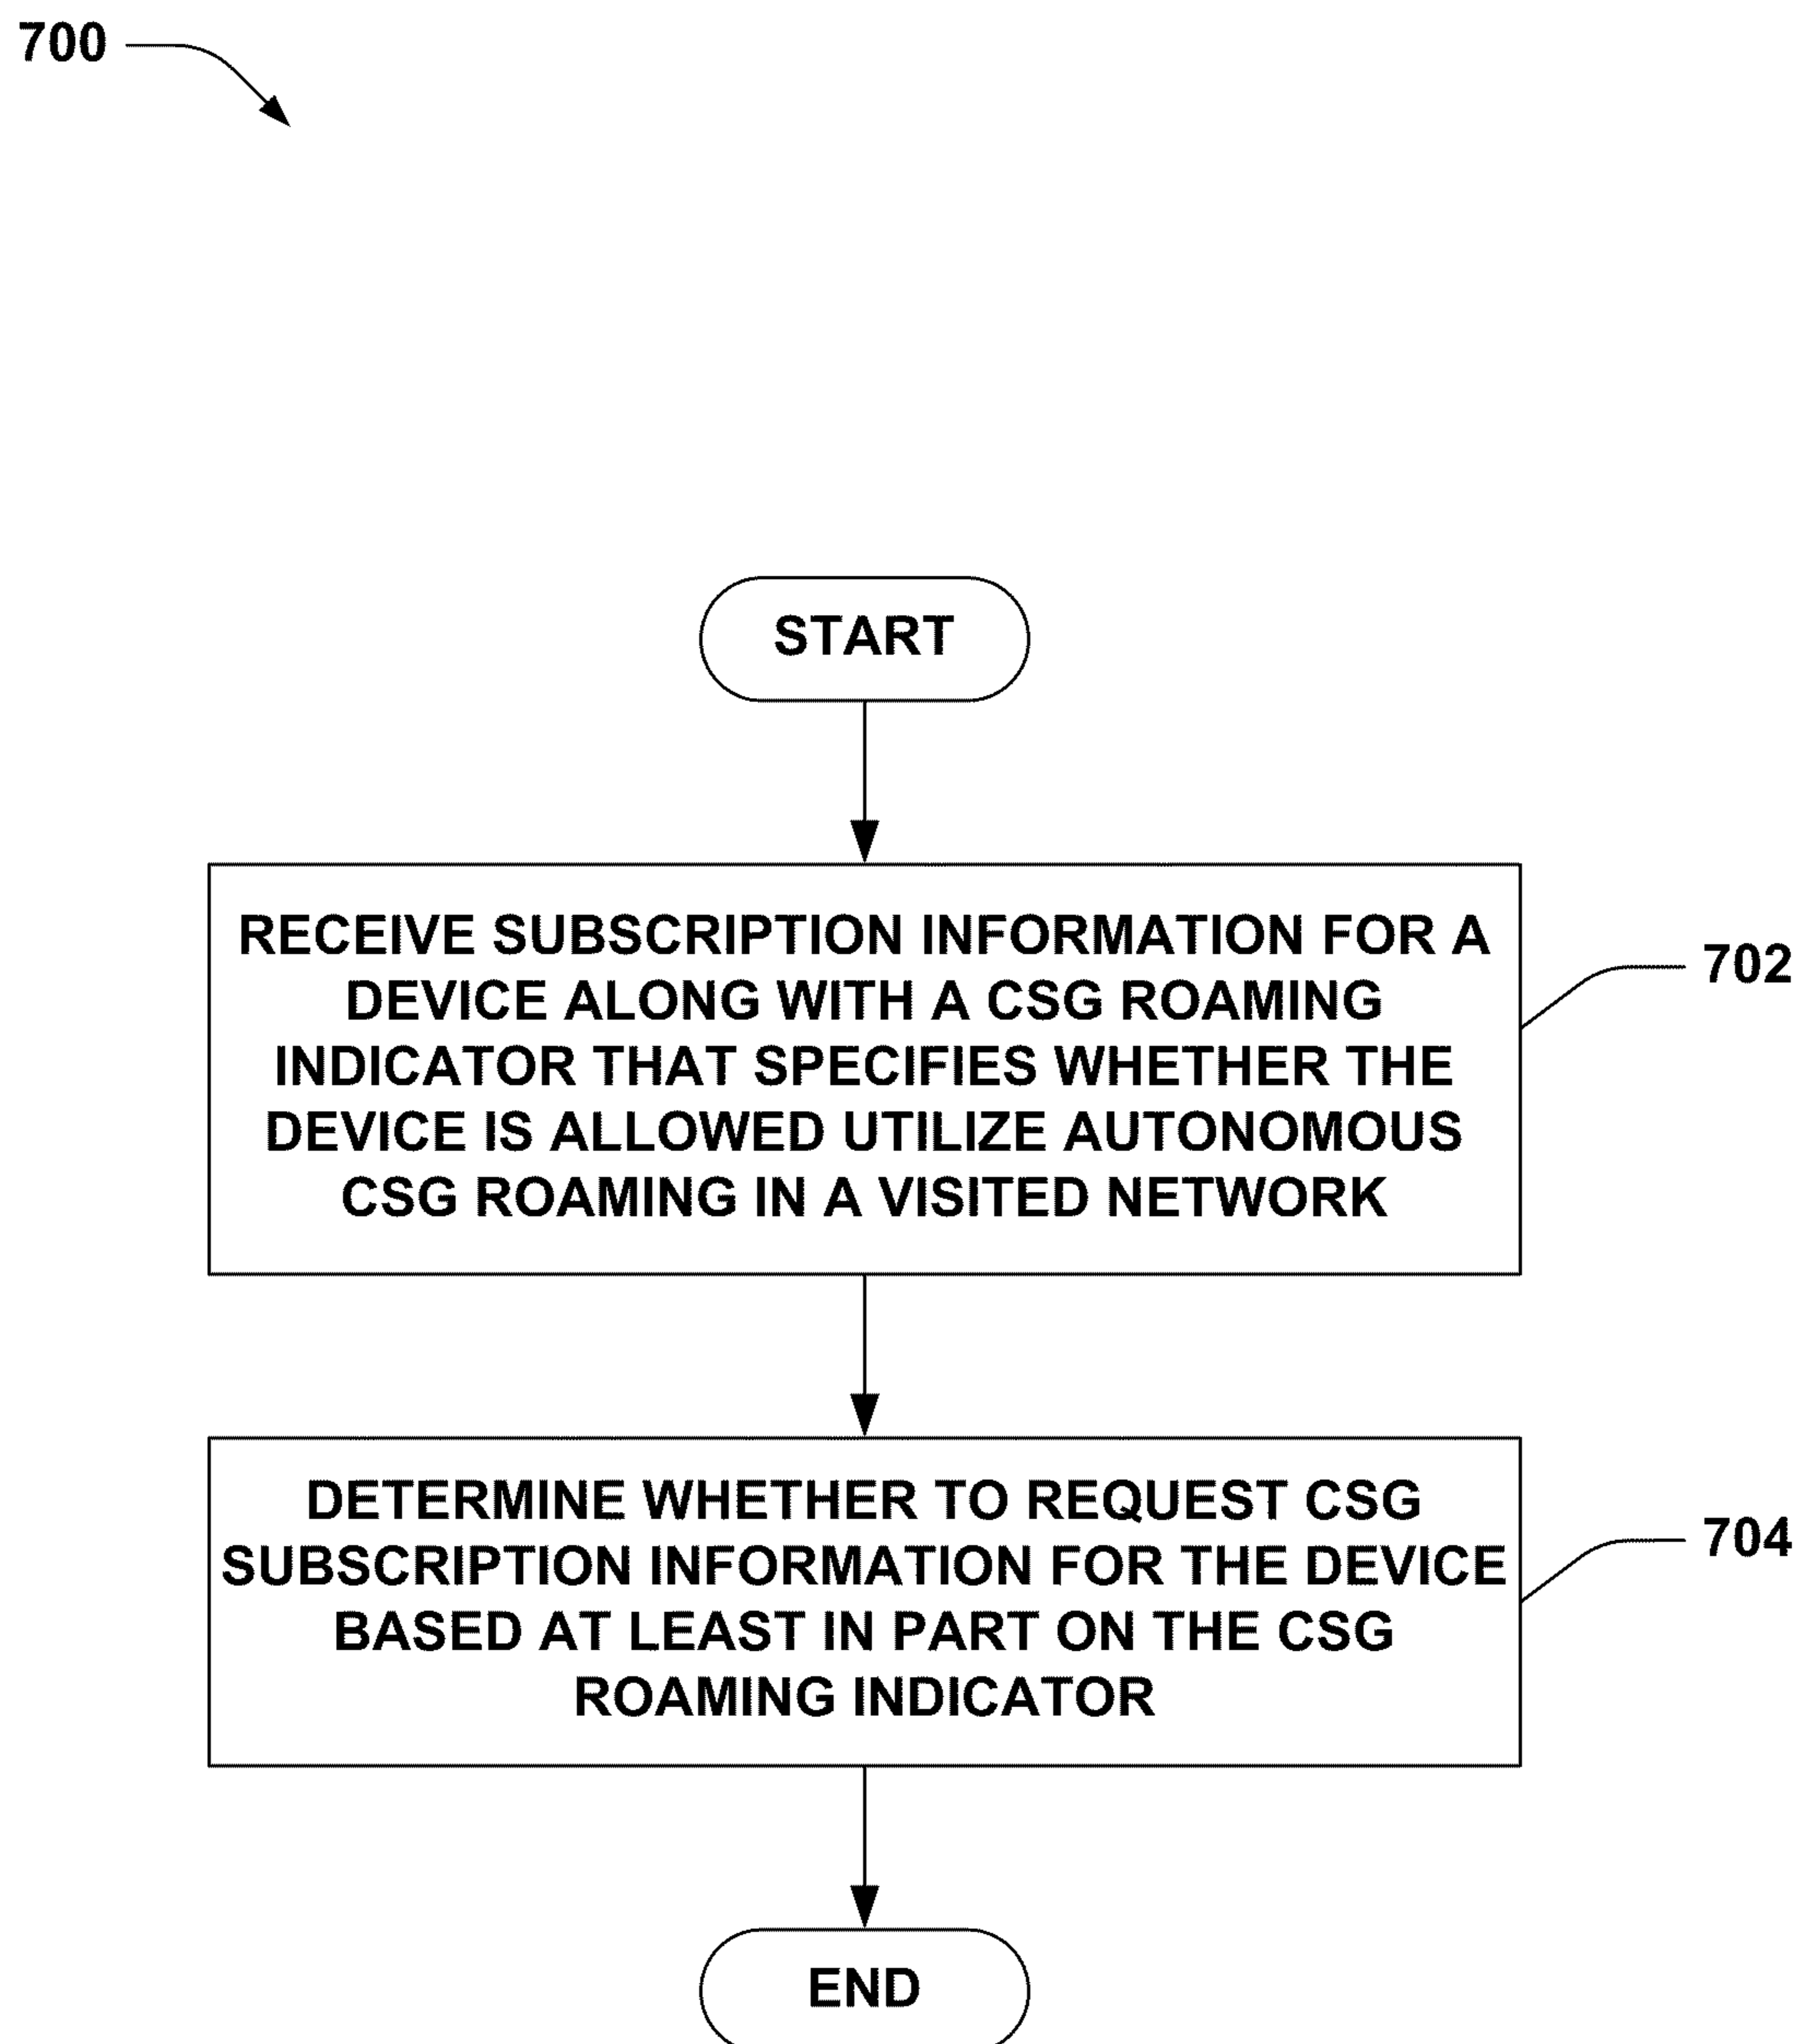 700
START
RECEIVE SUBSCRIPTION INFORMATION FOR A
DEVICE ALONG WITH A CSG ROAMING
INDICATOR THAT SPECIFIES WHETHER THE
DEVICE IS ALLOWED UTILIZE AUTONOMOUS
CSG ROAMING IN A VISITED NETWORK
702
DETERMINE WHETHER TO REQUEST CSG
SUBSCRIPTION INFORMATION FOR THE DEVICE
BASED AT LEAST IN PART ON THE CSG
ROAMING INDICATOR
704
END